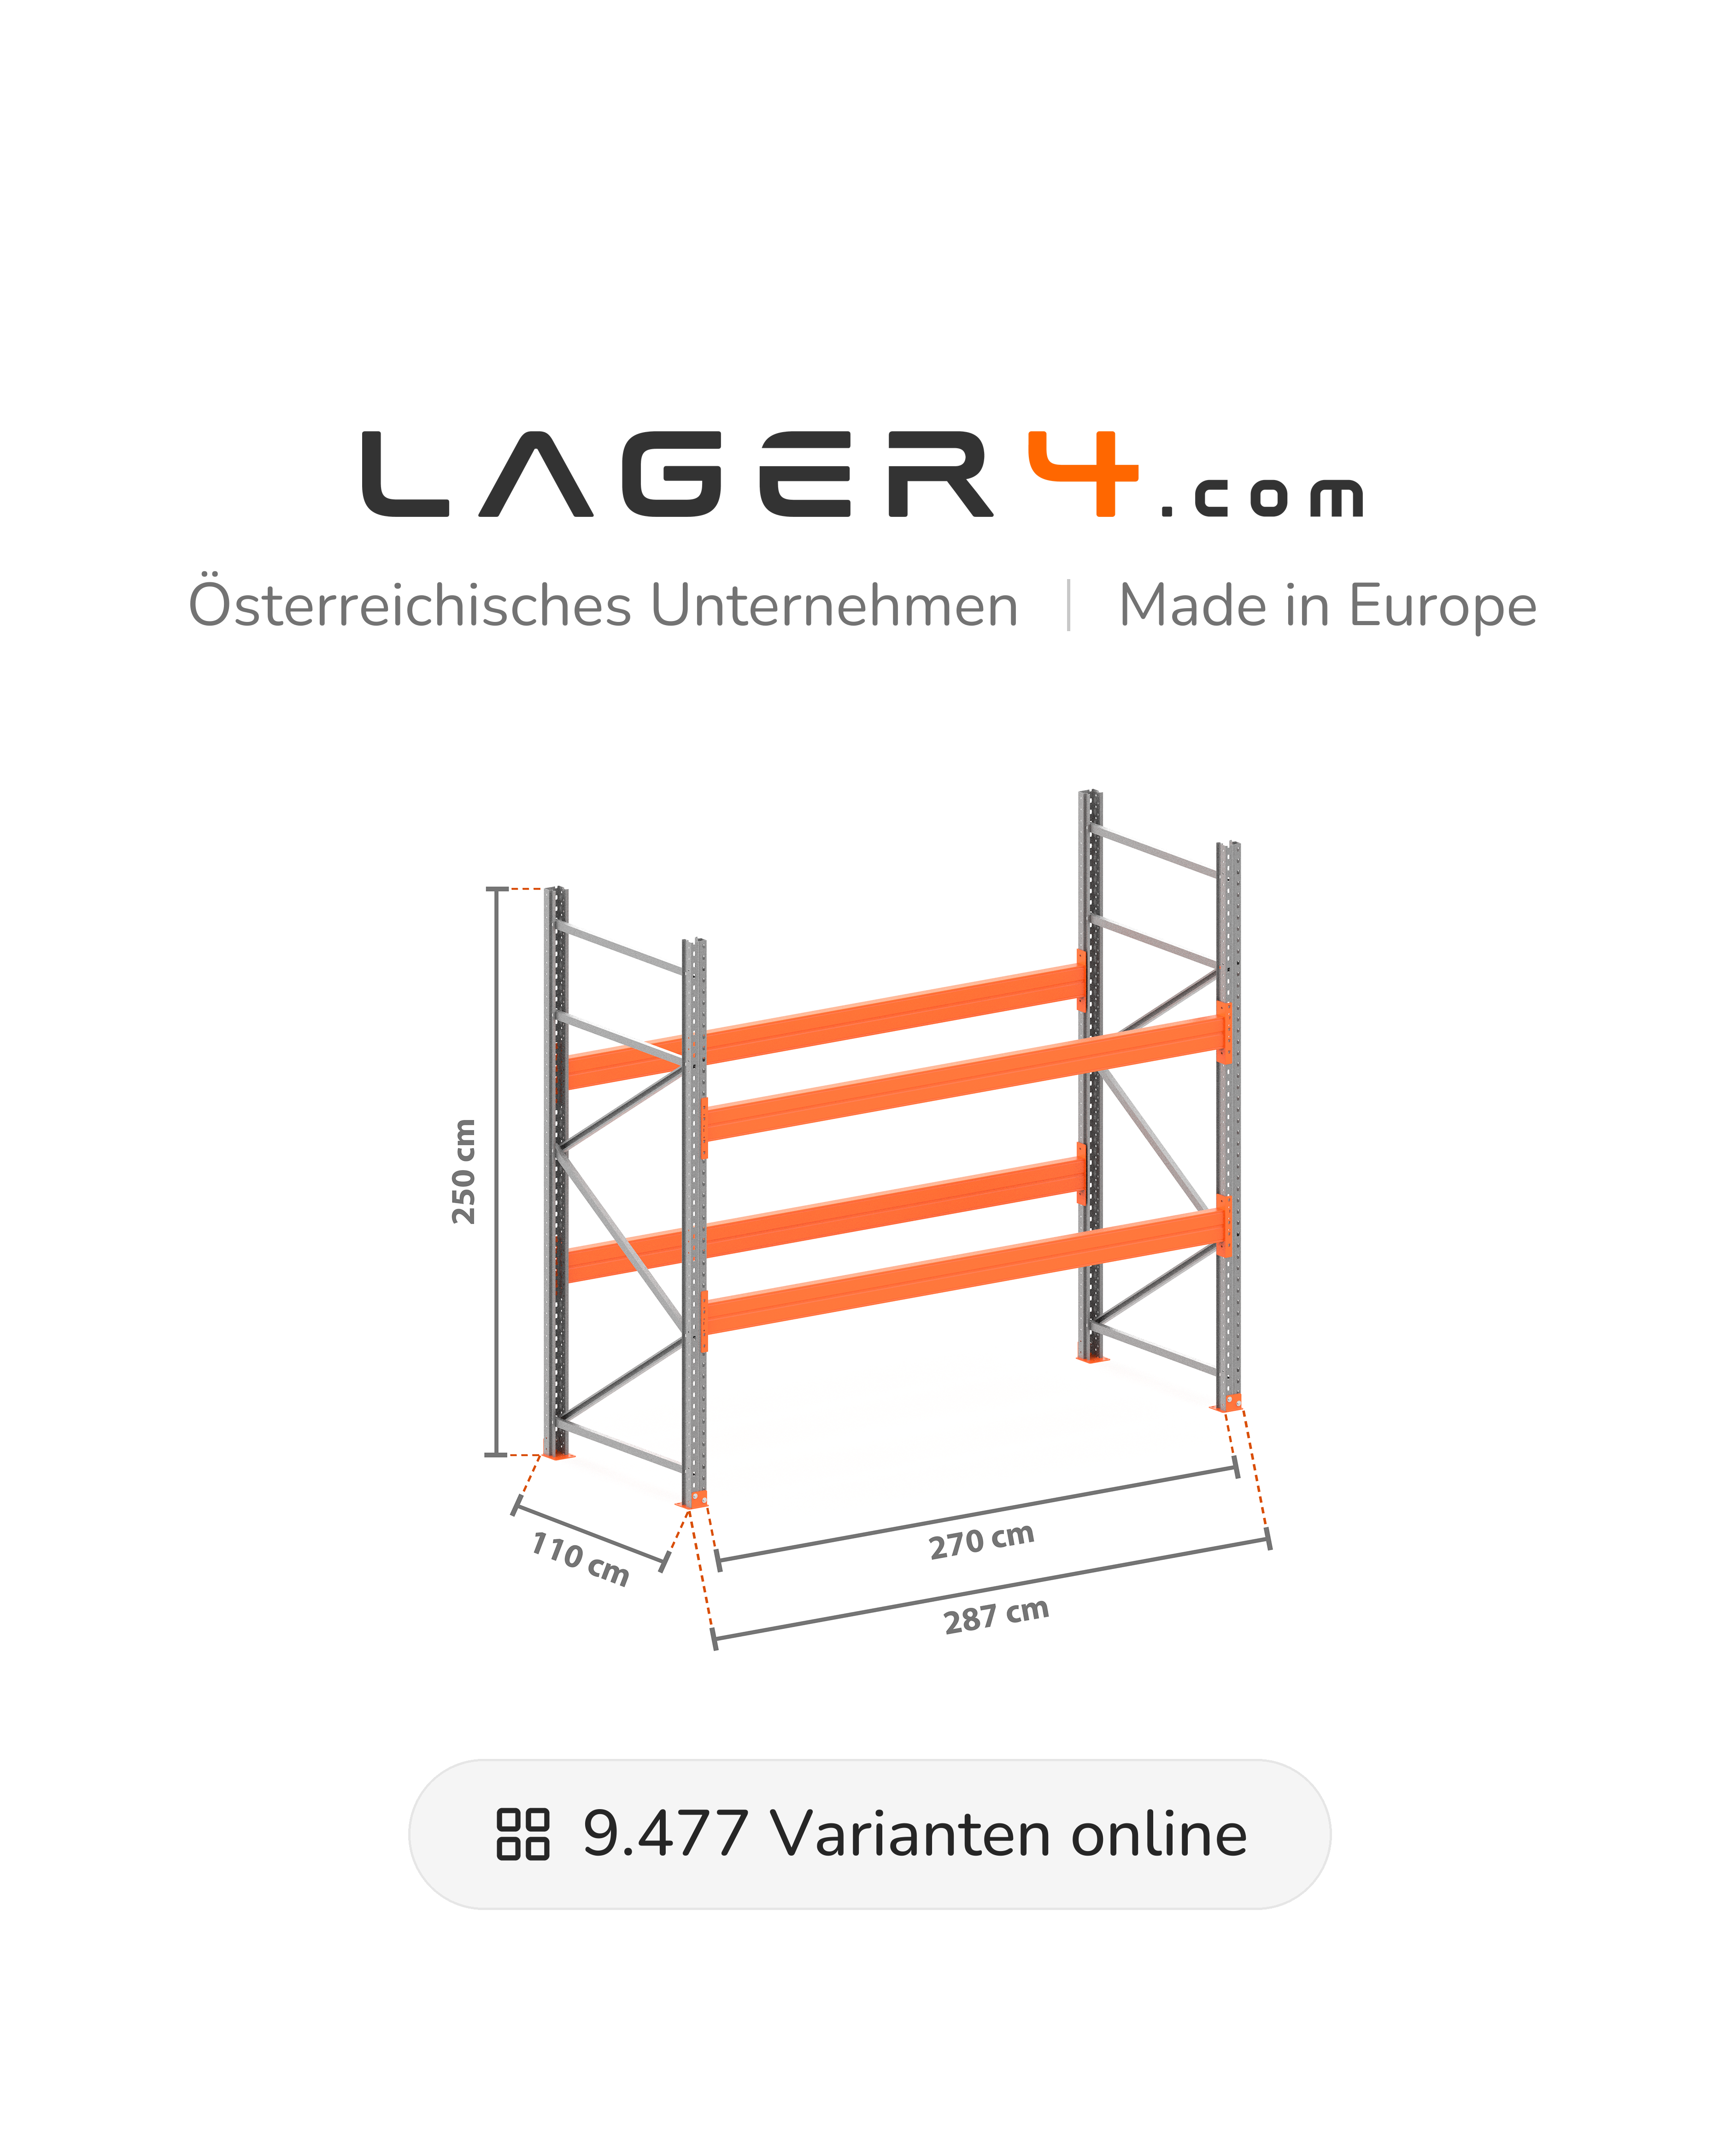 LAGER4.com
Österreichisches Unternehmen | Made in Europe
250 cm
110 cm
270 cm
287 cm
9.477 Varianten online